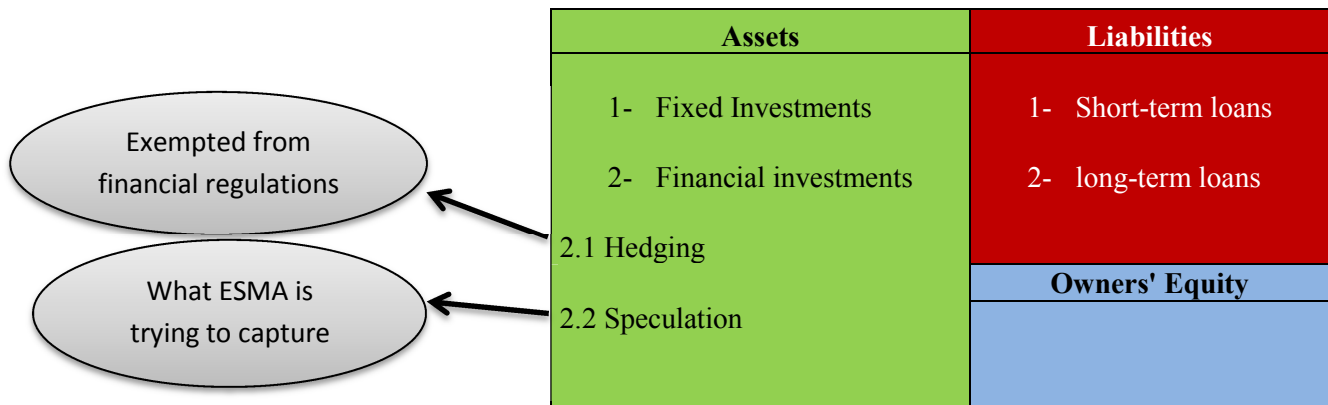 Assets
Liabilities
1- Fixed Investments
2- Financial investments
2.1 Hedging
2.2 Speculation
1- Short-term loans
2- long-term loans
Owners' Equity
Exempted from
financial regulations
What ESMA is
trying to capture